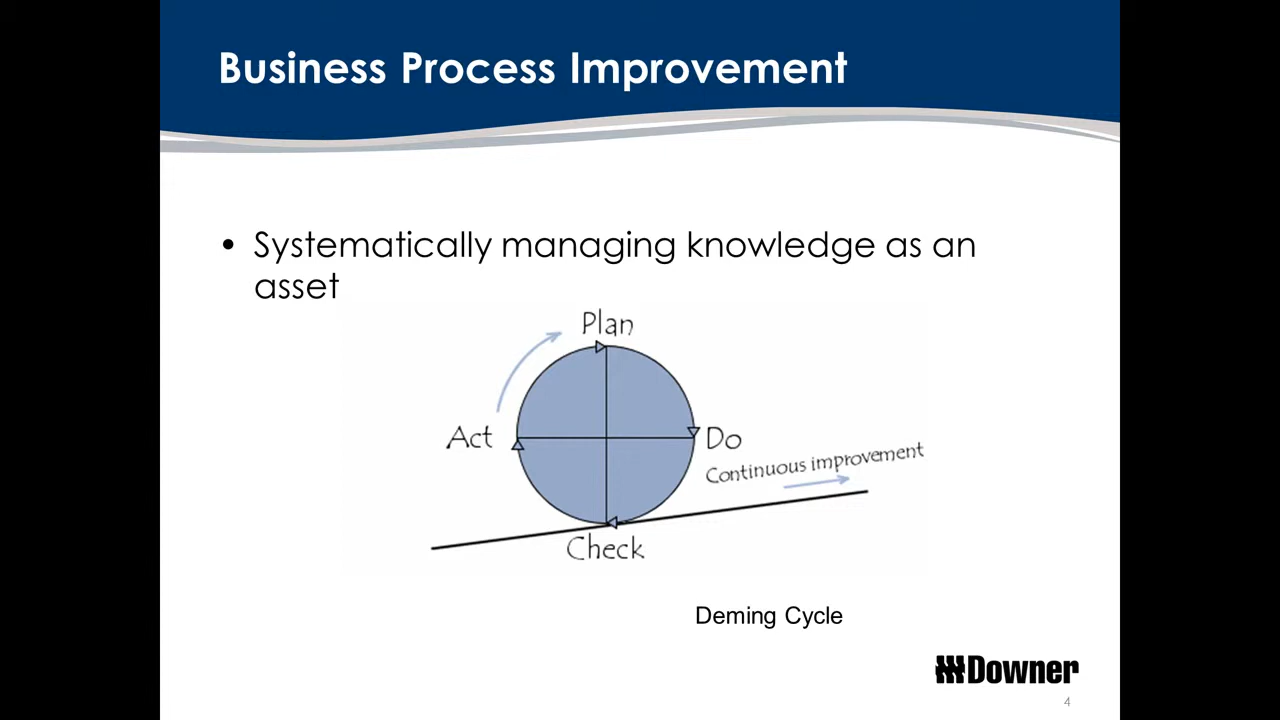 Business Process Improvement
• Systematically managing knowledge as an
asset
Plan
Act
Do
Continuous improvement
Check
Deming Cycle
Downer
4